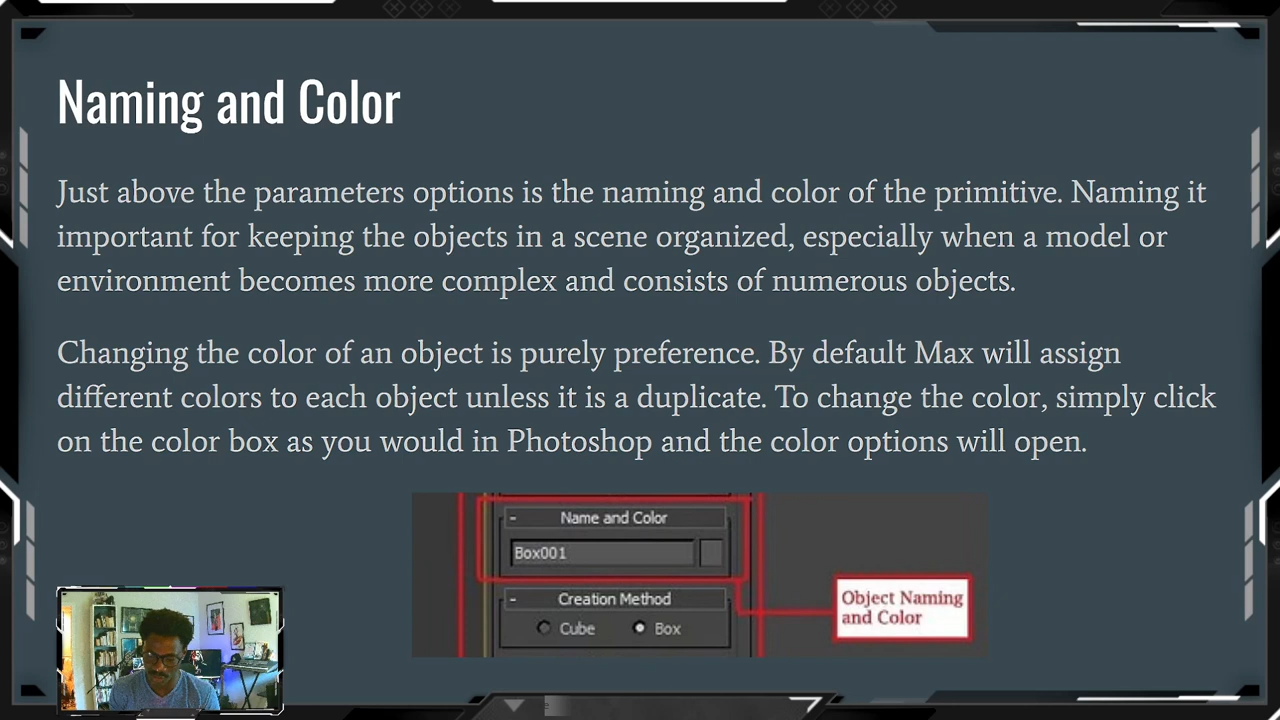 Naming and Color
Just above the parameters options is the naming and color of the primitive. Naming it
important for keeping the objects in a scene organized, especially when a model or
environment becomes more complex and consists of numerous objects.
Changing the color of an object is purely preference. By default Max will assign
different colors to each object unless it is a duplicate. To change the color, simply click
on the color box as you would in Photoshop and the color options will open.
- Name and Color
Box001
- Creation Method
Cube Box
Object Naming
and Color